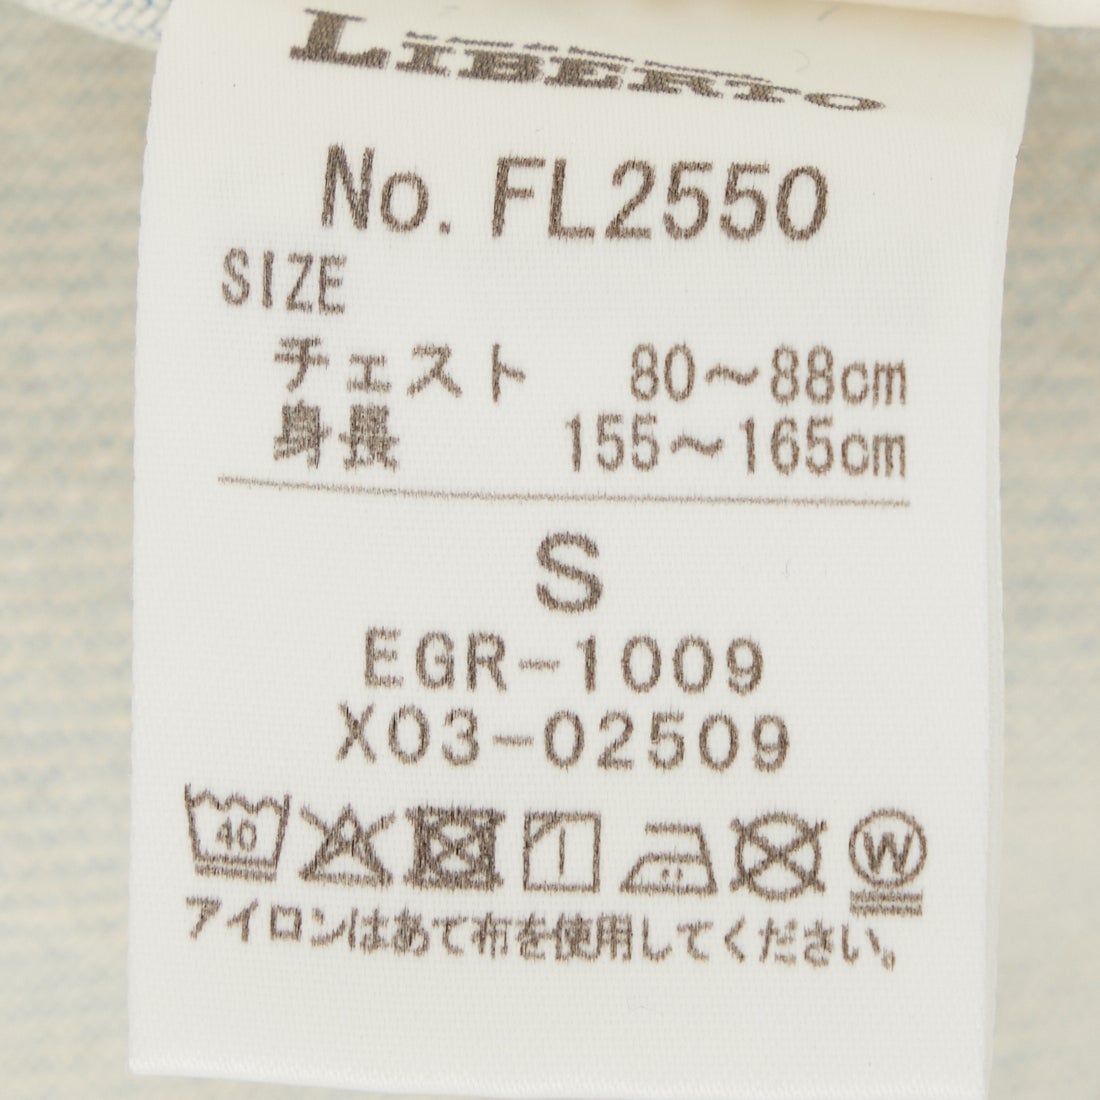 LIBERTO
No. FL2550
SIZE
チェスト 80～88cm
身長 155～165cm
S
EGR-1009
X03-02509
40 W
アイロンはあて布を使用してください。